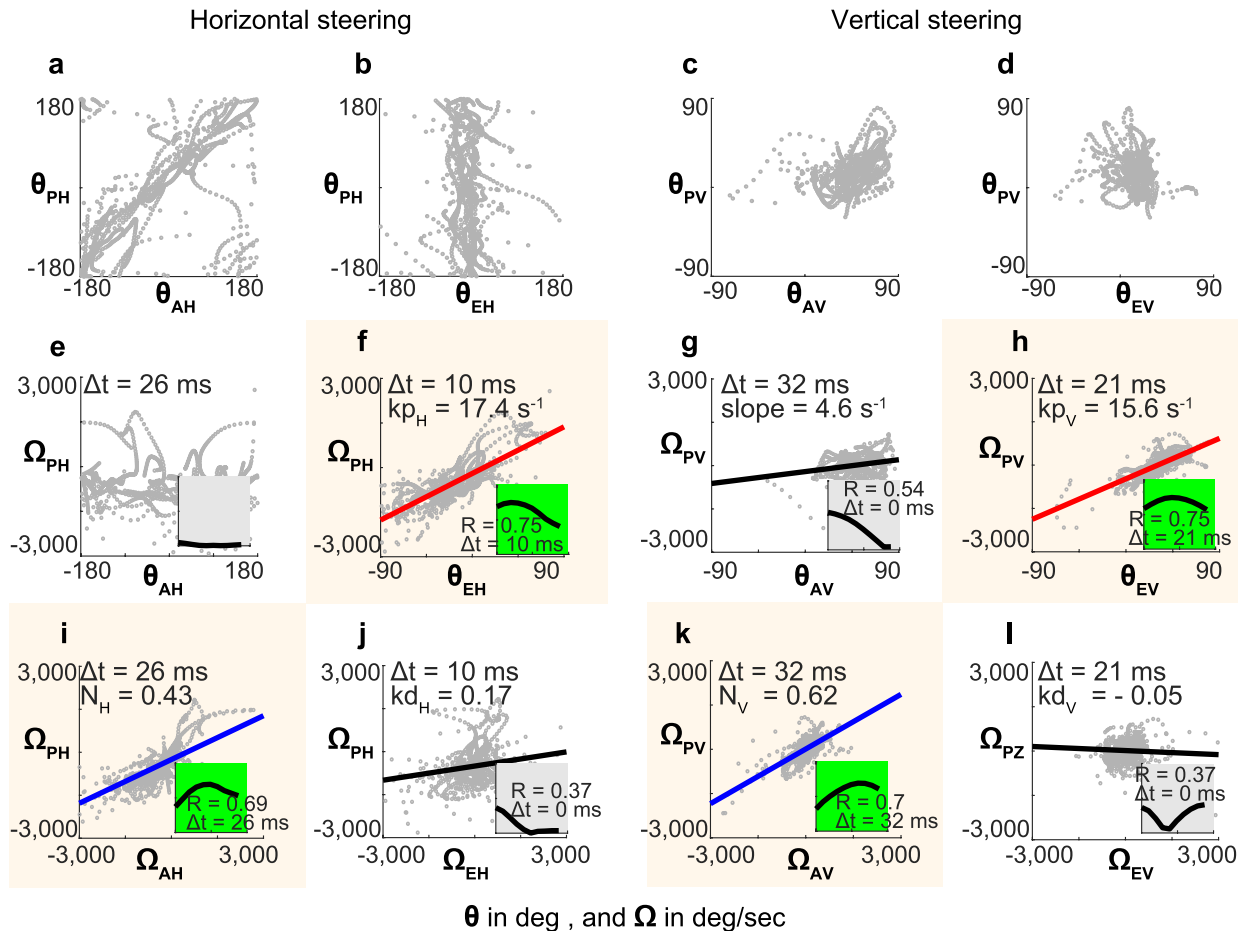 Horizontal steering
Vertical steering
a
180
θPH
-180
-180
θAH
180
b
180
θPH
-180
-180
θEH
180
c
90
θPV
-90
-90
θAV
90
d
90
θPV
-90
-90
θEV
90
e
3,000
Δt = 26 ms
ΩPH
-3,000
-180
θAH
180
f
3,000
Δt = 10 ms
kpH = 17.4 s-1
ΩPH
R = 0.75
Δt = 10 ms
-3,000
-90
θEH
90
g
3,000
Δt = 32 ms
slope = 4.6 s-1
ΩPV
R = 0.54
Δt = 0 ms
-3,000
-90
θAV
90
h
3,000
Δt = 21 ms
kpV = 15.6 s-1
ΩPV
R = 0.75
Δt = 21 ms
-3,000
-90
θEV
90
i
3,000
Δt = 26 ms
NH = 0.43
ΩPH
R = 0.69
Δt = 26 ms
-3,000
-3,000
ΩAH
3,000
j
3,000
Δt = 10 ms
kdH = 0.17
ΩPH
R = 0.37
Δt = 0 ms
-3,000
-3,000
ΩEH
3,000
k
3,000
Δt = 32 ms
NV = 0.62
ΩPV
R = 0.7
Δt = 32 ms
-3,000
-3,000
ΩAV
3,000
l
3,000
Δt = 21 ms
kdV = - 0.05
ΩPZ
R = 0.37
Δt = 0 ms
-3,000
-3,000
ΩEV
3,000
θ in deg , and Ω in deg/sec